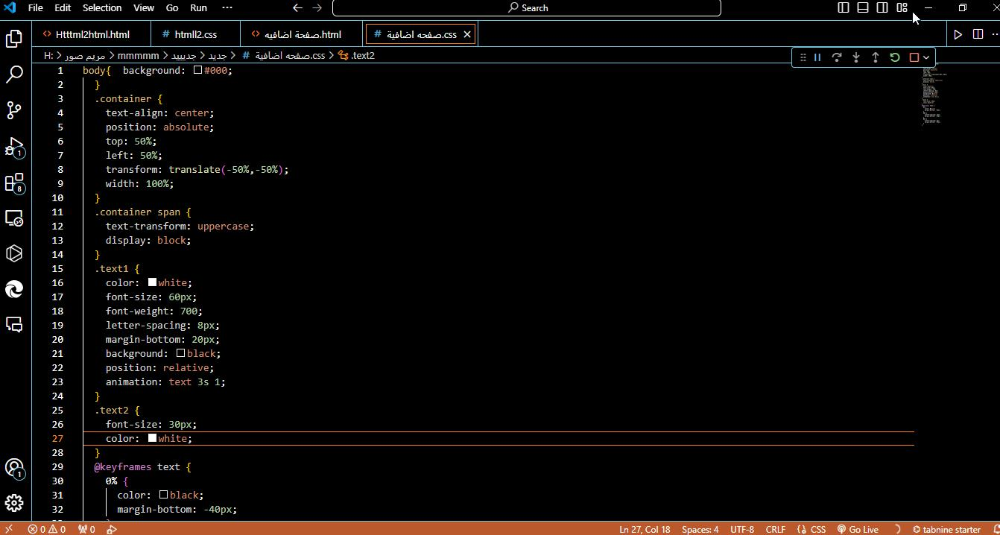 File Edit Selection View Go Run ··· Search
Htttml2html.html # htmll2.css صفحة اضافيه.html # صفحه اضافية.css
H: > مريم صور > mmmmm > جدييييد > جديد > # صفحه اضافية.css > .text2
1 body{ background: #000;
2 }
3 .container {
4 text-align: center;
5 position: absolute;
6 top: 50%;
7 left: 50%;
8 transform: translate(-50%,-50%);
9 width: 100%;
10 }
11 .container span {
12 text-transform: uppercase;
13 display: block;
14 }
15 .text1 {
16 color: white;
17 font-size: 60px;
18 font-weight: 700;
19 letter-spacing: 8px;
20 margin-bottom: 20px;
21 background: black;
22 position: relative;
23 animation: text 3s 1;
24 }
25 .text2 {
26 font-size: 30px;
27 color: white;
28 }
29 @keyframes text {
30 0% {
31 color: black;
32 margin-bottom: -40px;
1
8
1
0 0 0 Ln 27, Col 18 Spaces: 4 UTF-8 CRLF {} CSS Go Live tabnine starter